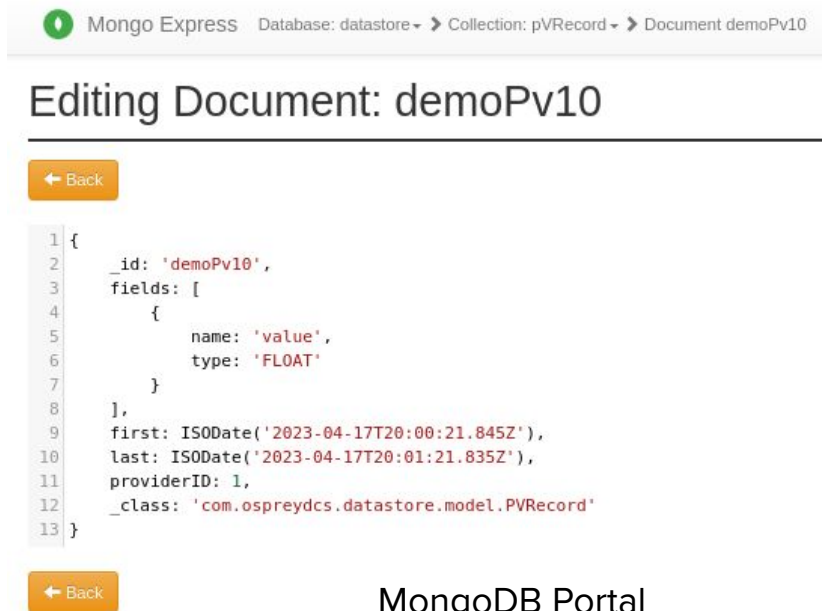 Mongo Express Database: datastore > Collection: pVRecord > Document demoPv10
Editing Document: demoPv10
Back
1 {
2     _id: 'demoPv10',
3     fields: [
4         {
5             name: 'value',
6             type: 'FLOAT'
7         }
8     ],
9     first: ISODate('2023-04-17T20:00:21.845Z'),
10     last: ISODate('2023-04-17T20:01:21.835Z'),
11     providerID: 1,
12     _class: 'com.ospreydcs.datastore.model.PVRecord'
13 }
Back
MongoDB Portal